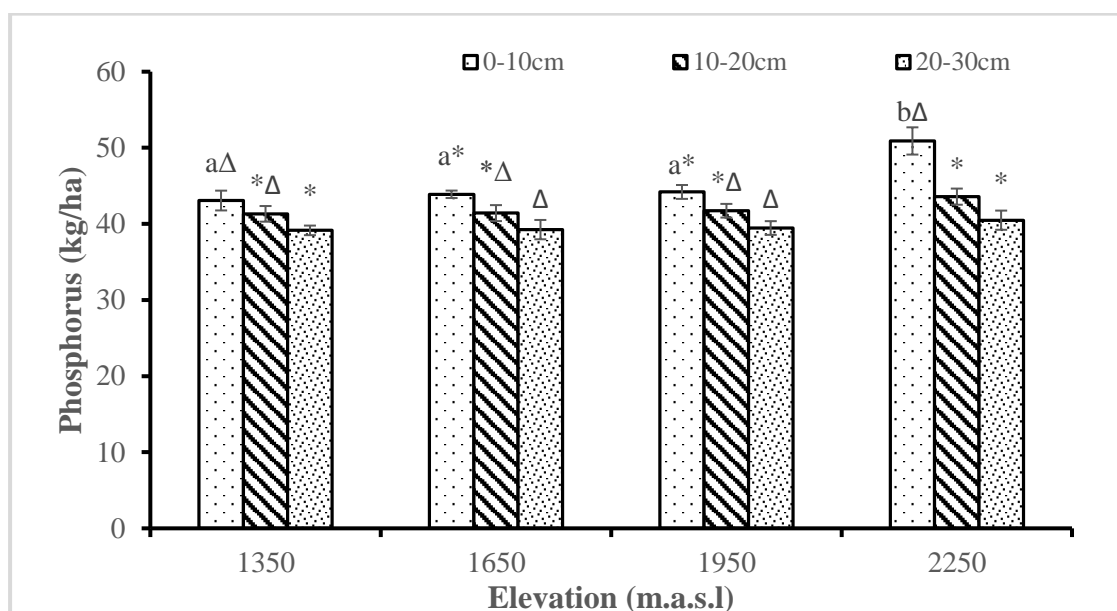 0-10cm 10-20cm 20-30cm
60
50
40
30
20
10
0
Phosphorus (kg/ha)
aΔ *Δ *
a* *Δ Δ
a* *Δ Δ
bΔ * *
1350 1650 1950 2250
Elevation (m.a.s.l)